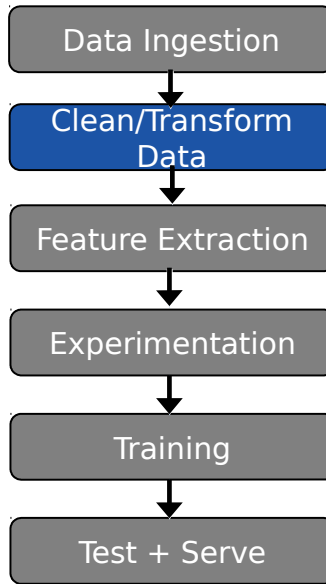 Data Ingestion
Clean/Transform
Data
Feature Extraction
Experimentation
Training
Test + Serve